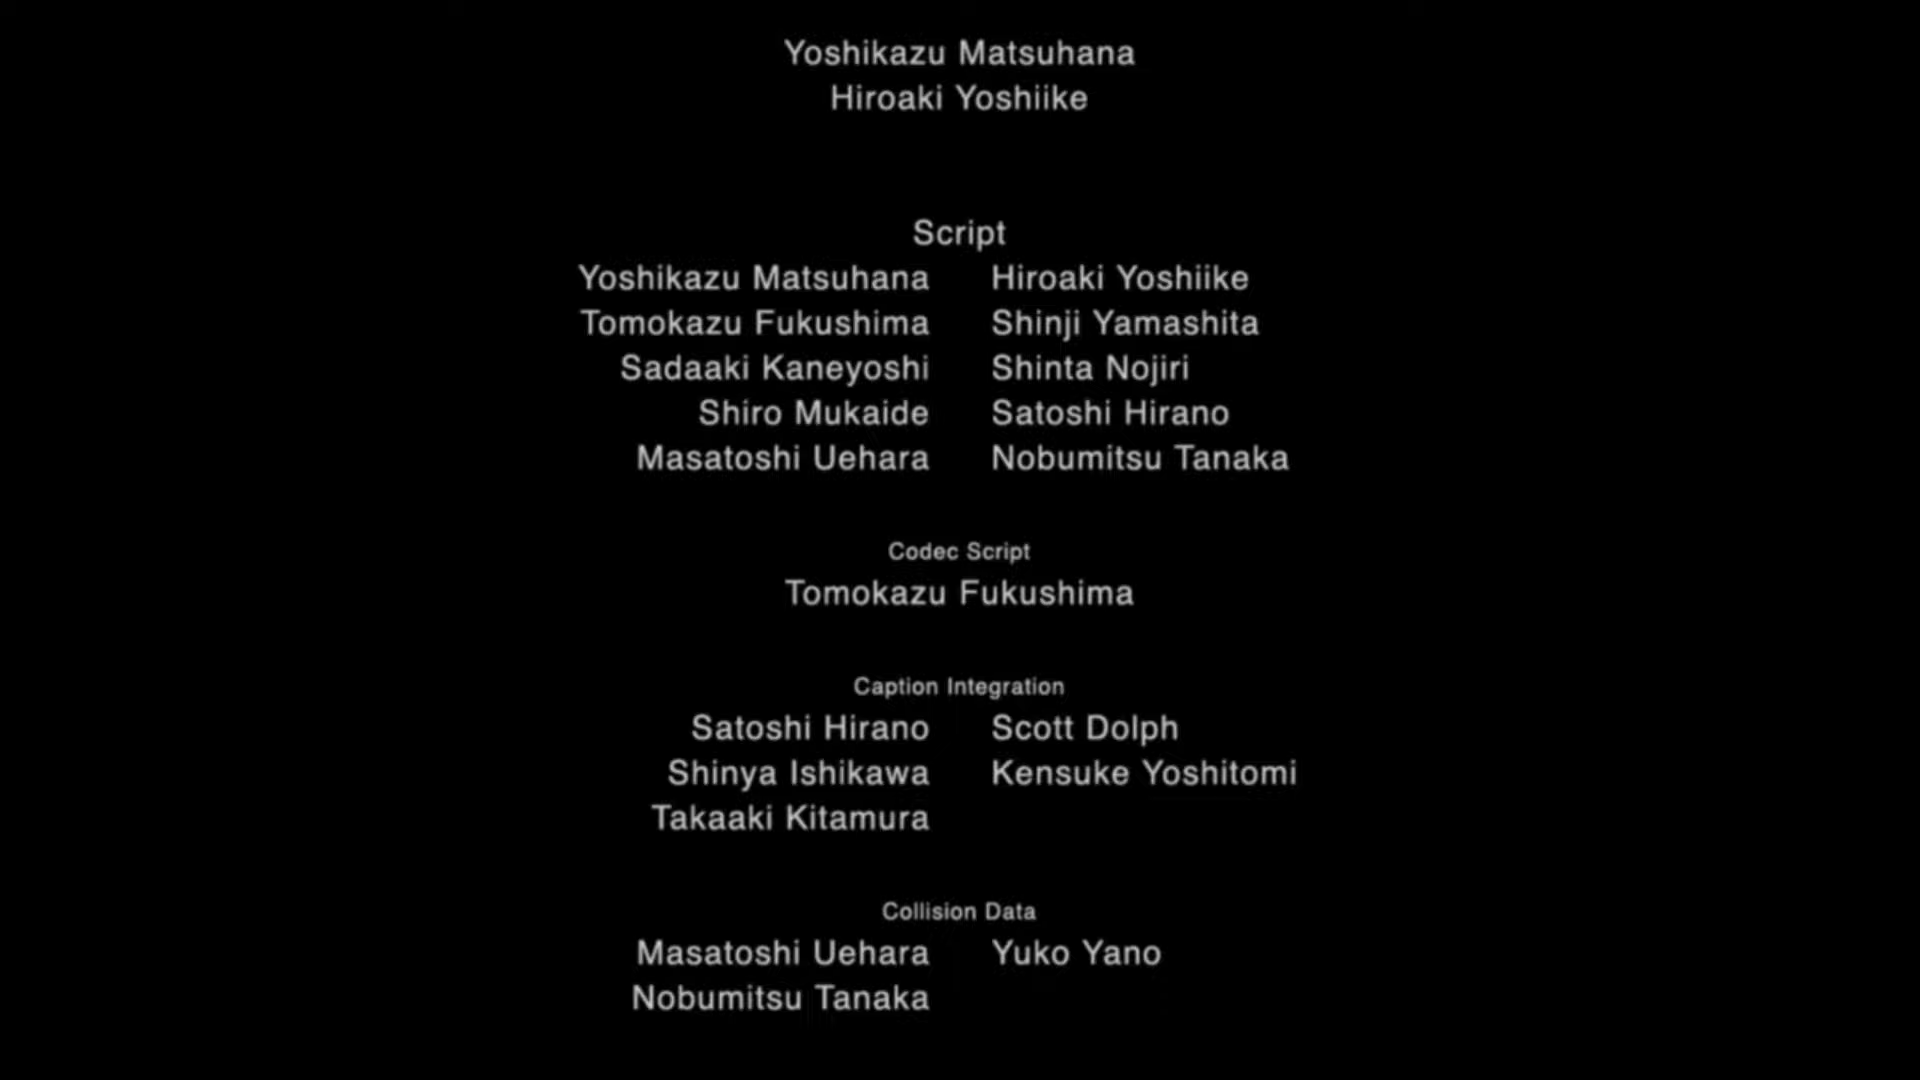 Yoshikazu Matsuhana
Hiroaki Yoshiike
Script
Yoshikazu Matsuhana Hiroaki Yoshiike
Tomokazu Fukushima Shinji Yamashita
Sadaaki Kaneyoshi Shinta Nojiri
Shiro Mukaide Satoshi Hirano
Masatoshi Uehara Nobumitsu Tanaka
Codec Script
Tomokazu Fukushima
Caption Integration
Satoshi Hirano Scott Dolph
Shinya Ishikawa Kensuke Yoshitomi
Takaaki Kitamura
Collision Data
Masatoshi Uehara Yuko Yano
Nobumitsu Tanaka